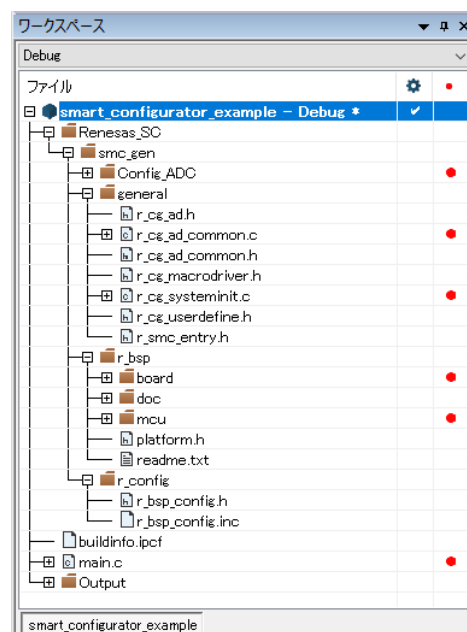 ワークスペース
Debug
ファイル
smart_configurator_example - Debug *
Renesas_SC
smc_gen
Config_ADC
general
r_cg_ad.h
r_cg_ad_common.c
r_cg_ad_common.h
r_cg_macrodriver.h
r_cg_systeminit.c
r_cg_userdefine.h
r_smc_entry.h
r_bsp
board
doc
mcu
platform.h
readme.txt
r_config
r_bsp_config.h
r_bsp_config.inc
buildinfo.ipcf
main.c
Output
smart_configurator_example